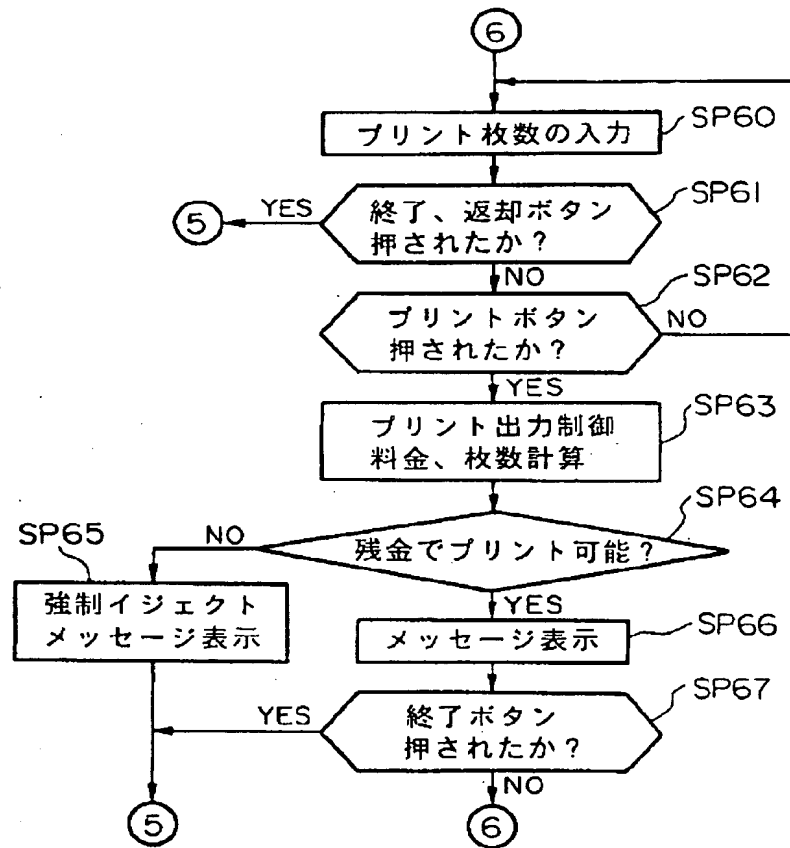 6
プリント枚数の入力
SP60
終了、返却ボタン
押されたか?
SP61
YES
5
NO
プリントボタン
押されたか?
SP62
NO
YES
プリント出力制御
料金、枚数計算
SP63
残金でプリント可能?
SP64
NO
SP65
強制イジェクト
メッセージ表示
YES
メッセージ表示
SP66
終了ボタン
押されたか?
SP67
YES
NO
5
6